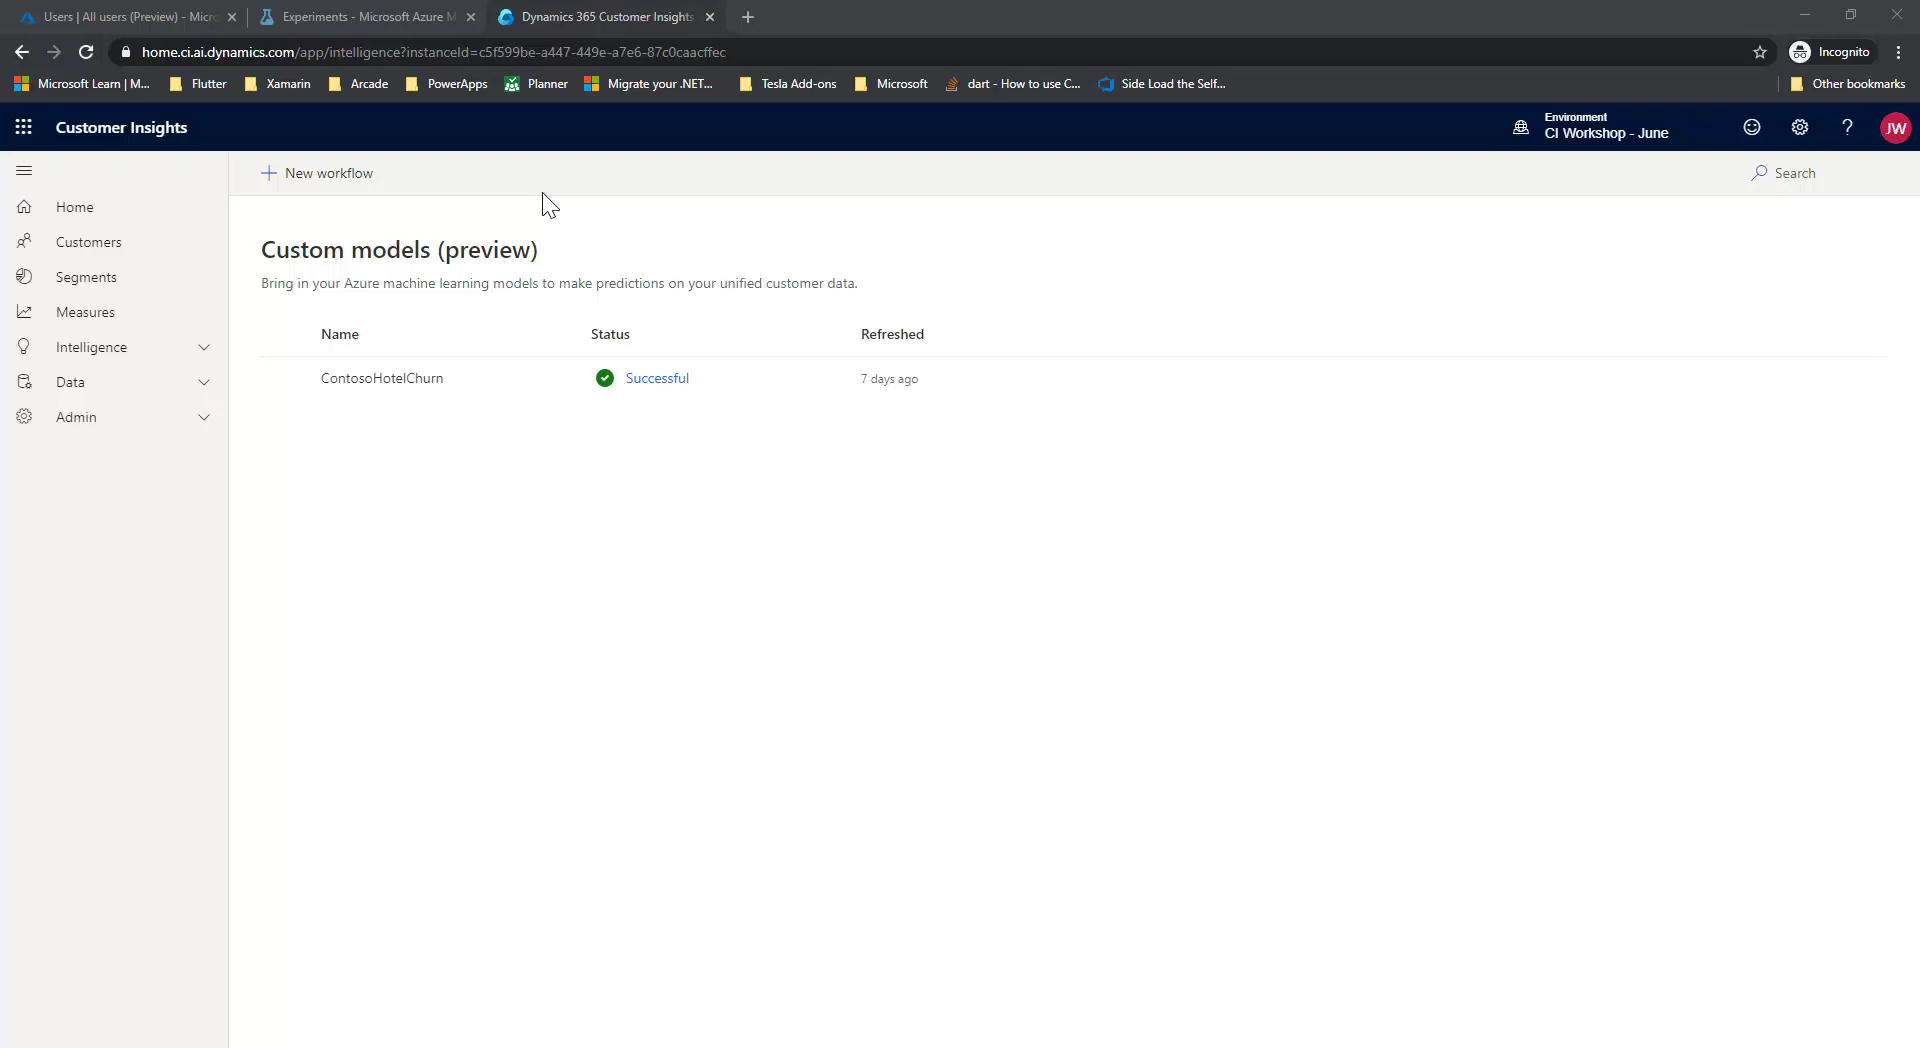 Users | All users (Preview) - Micro
Experiments - Microsoft Azure M
Dynamics 365 Customer Insights
home.ci.ai.dynamics.com/app/intelligence?instanceId=c5f599be-a447-449e-a7e6-87c0caacffec
Incognito
Microsoft Learn | M...
Flutter
Xamarin
Arcade
PowerApps
Planner
Migrate your .NET...
Tesla Add-ons
Microsoft
dart - How to use C...
Side Load the Self...
Other bookmarks
Customer Insights
Environment
CI Workshop - June
?
JW
New workflow
Search
Home
Customers
Segments
Measures
Intelligence
Data
Admin
Custom models (preview)
Bring in your Azure machine learning models to make predictions on your unified customer data.
Name Status Refreshed
ContosoHotelChurn Successful 7 days ago